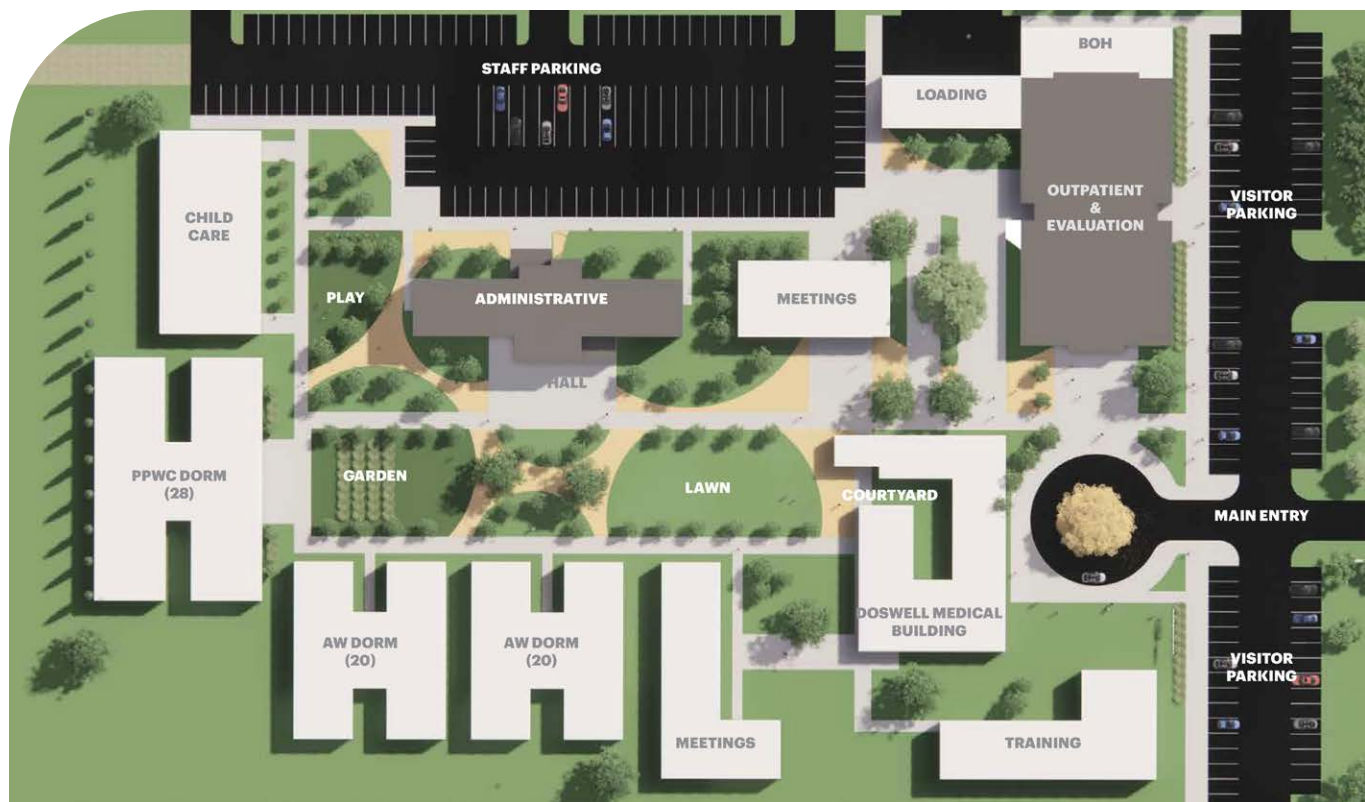 BOH
STAFF PARKING
LOADING
CHILD
CARE
OUTPATIENT
&
EVALUATION
VISITOR
PARKING
PLAY
ADMINISTRATIVE
MEETINGS
HALL
PPWC DORM
(28)
GARDEN
LAWN
COURTYARD
MAIN ENTRY
AW DORM
(20)
AW DORM
(20)
DOSWELL MEDICAL
BUILDING
VISITOR
PARKING
MEETINGS
TRAINING